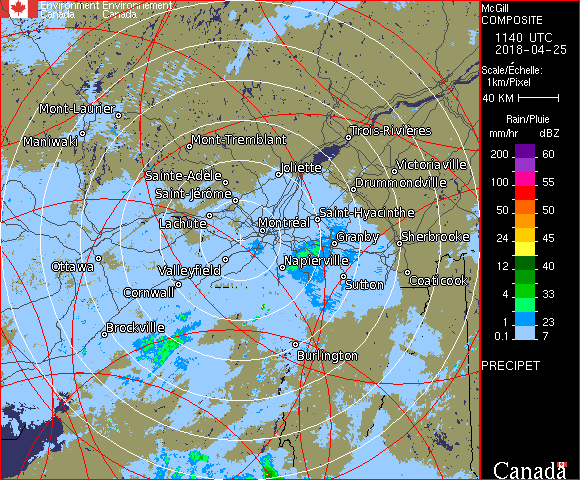 Environment Environnement
Canada Canada
McGill
COMPOSITE
1140 UTC
2018-04-25
Scale/Échelle:
1km/Pixel
40 KM
Rain/Pluie
mm/hr dBZ
200 60
150 57
100 55
50 50
24 45
12 40
4 33
1 23
0.1 7
PRECIPET
Canada
Mont-Laurier
Maniwaki
Mont-Tremblant
Trois-Rivières
Joliette
Victoriaville
Sainte-Adèle
Drummondville
Saint-Jérôme
Saint-Hyacinthe
Lachute
Montréal
Granby
Sherbrooke
Ottawa
Valleyfield
Napierville
Coaticook
Cornwall
Sutton
Brockville
Burlington